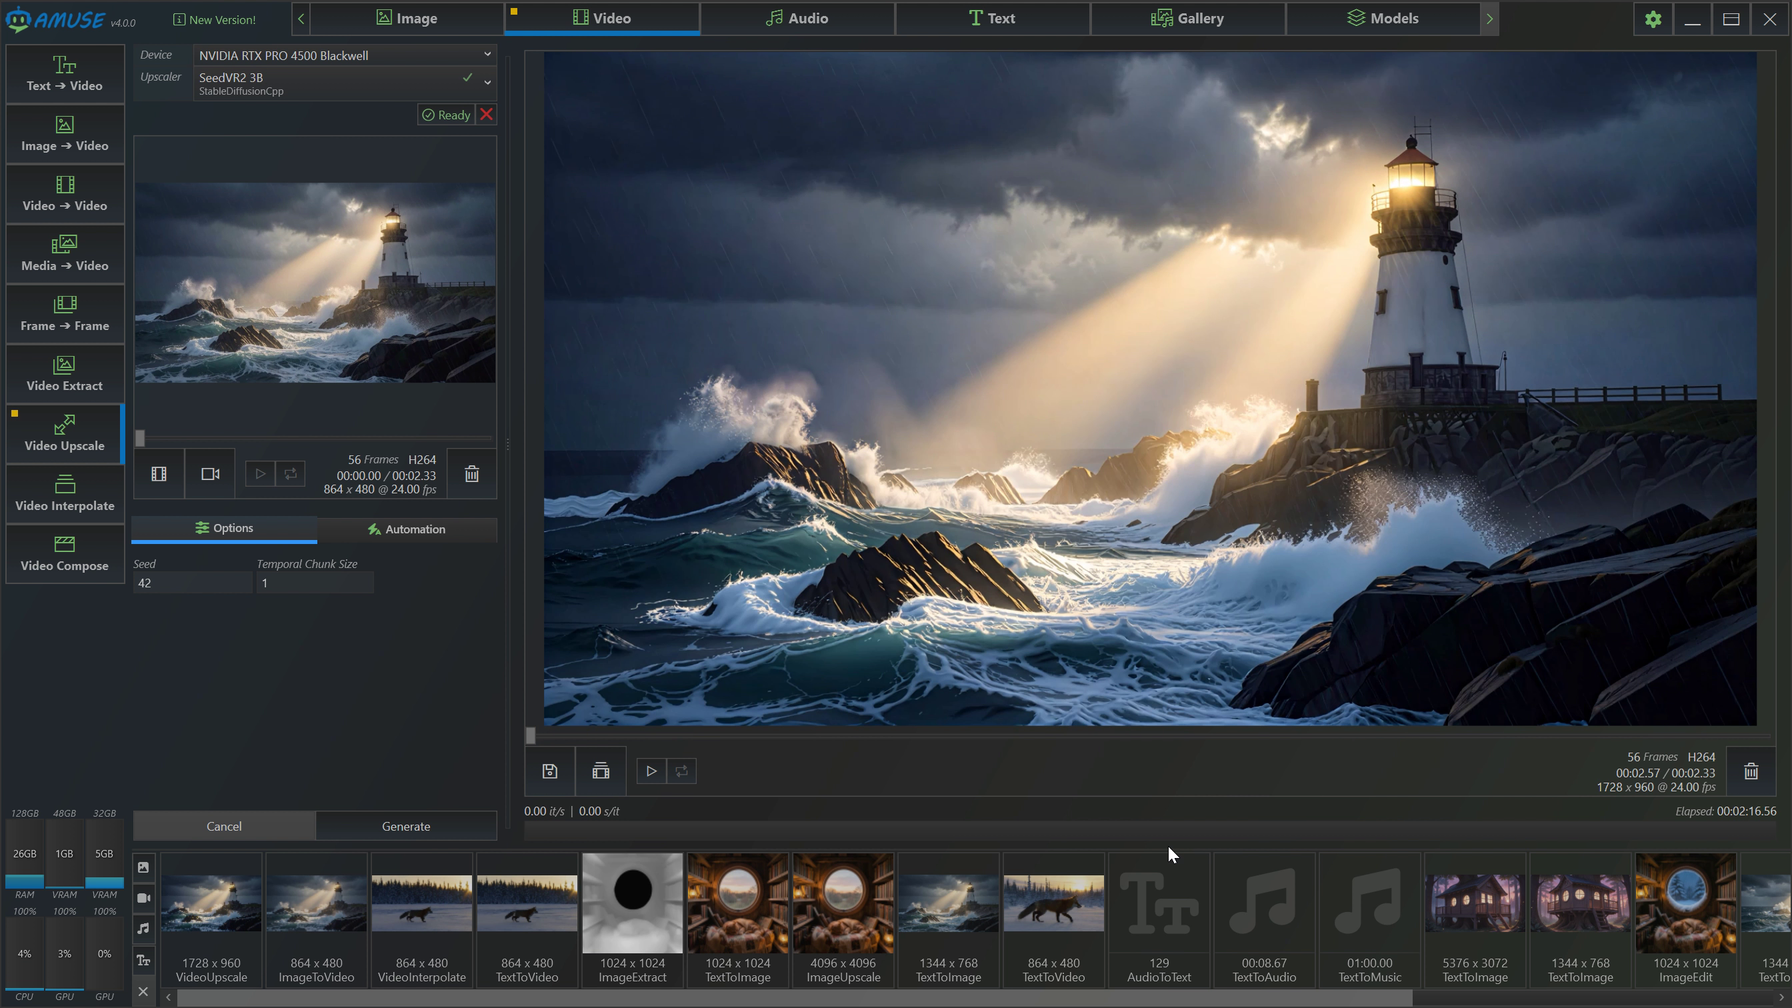 AMUSE v4.0.0
New Version!
Image
Video
Audio
Text
Gallery
Models
Text → Video
Image → Video
Video → Video
Media → Video
Frame → Frame
Video Extract
Video Upscale
Video Interpolate
Video Compose
Device
NVIDIA RTX PRO 4500 Blackwell
Upscaler
SeedVR2 3B
StableDiffusionCpp
Ready
56 Frames H264
00:00.00 / 00:02.33
864 x 480 @ 24.00 fps
Options
Automation
Seed
Temporal Chunk Size
42
1
Cancel
Generate
56 Frames H264
00:02.57 / 00:02.33
1728 x 960 @ 24.00 fps
0.00 it/s | 0.00 s/it
Elapsed: 00:02:16.56
128GB 48GB 32GB
26GB 1GB 5GB
RAM VRAM VRAM
100% 100% 100%
4% 3% 0%
CPU GPU GPU
1728 x 960
VideoUpscale
864 x 480
ImageToVideo
864 x 480
VideoInterpolate
864 x 480
TextToVideo
1024 x 1024
ImageExtract
1024 x 1024
TextToImage
4096 x 4096
ImageUpscale
1344 x 768
TextToImage
864 x 480
TextToVideo
129
AudioToText
00:08.67
TextToAudio
01:00.00
TextToMusic
5376 x 3072
TextToImage
1344 x 768
TextToImage
1024 x 1024
ImageEdit
1344
TextTo